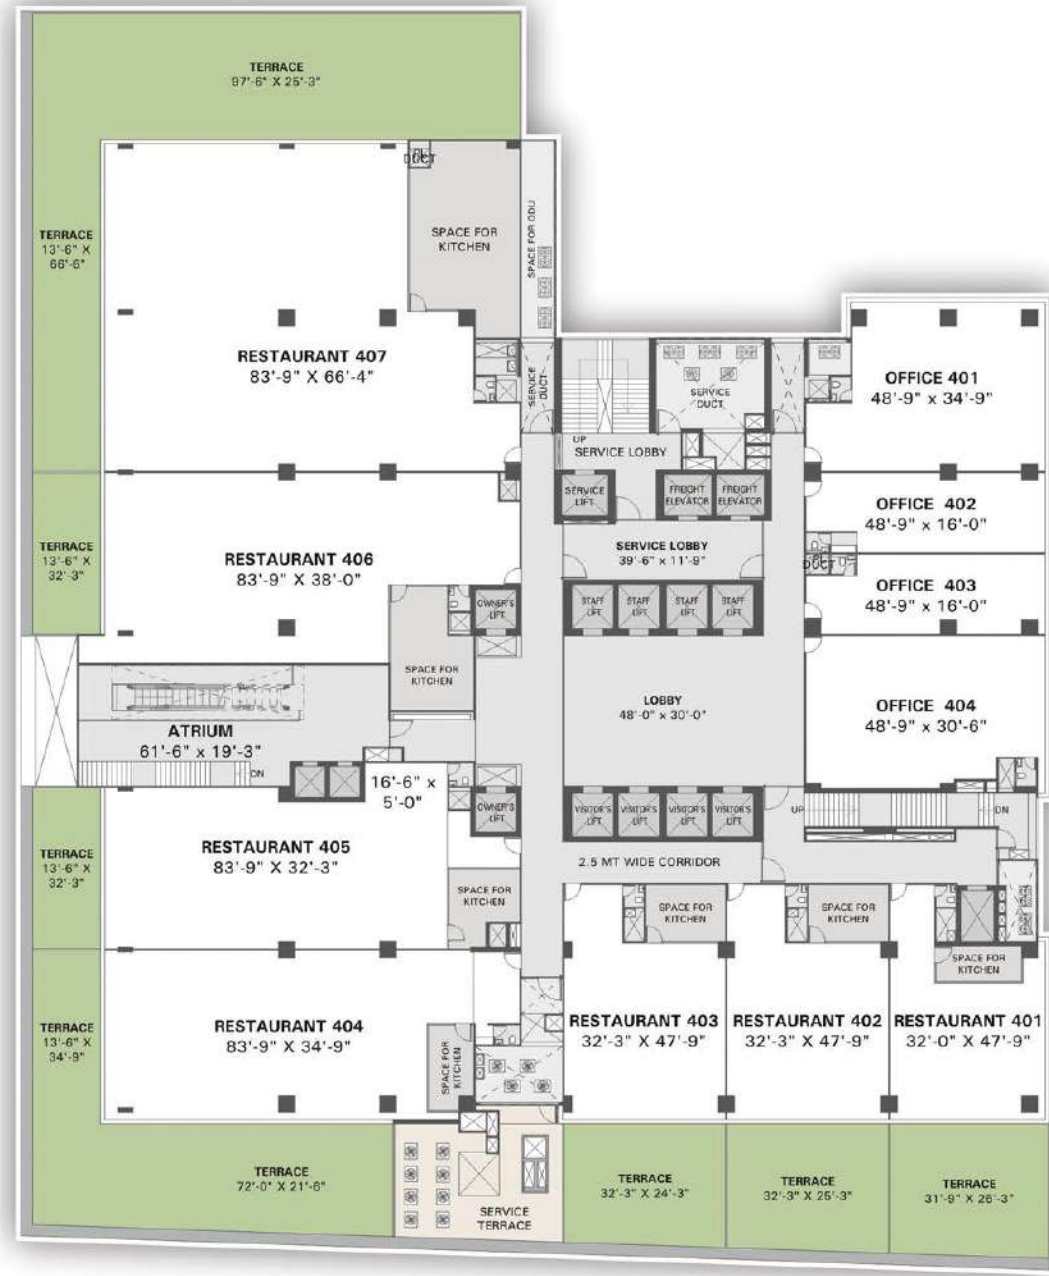 TERRACE
97'-6" X 25'-3"
DUCT
TERRACE
13'-6" X
66'-6"
SPACE FOR
KITCHEN
SPACE FOR ODU
RESTAURANT 407
83'-9" X 66'-4"
SERVICE
DUCT
SERVICE
DUCT
OFFICE 401
48'-9" x 34'-9"
UP
SERVICE LOBBY
SERVICE
LIFT
FREIGHT
ELEVATOR
FREIGHT
ELEVATOR
OFFICE 402
48'-9" x 16'-0"
TERRACE
13'-6" X
32'-3"
RESTAURANT 406
83'-9" X 38'-0"
SERVICE LOBBY
39'-6" x 11'-9"
DUCT
OFFICE 403
48'-9" x 16'-0"
OWNER'S
LIFT
STAFF
LIFT
STAFF
LIFT
STAFF
LIFT
STAFF
LIFT
SPACE FOR
KITCHEN
LOBBY
48'-0" x 30'-0"
OFFICE 404
48'-9" x 30'-6"
ATRIUM
61'-6" x 19'-3"
DN
16'-6" x
5'-0"
OWNER'S
LIFT
VISITOR'S
LIFT
VISITOR'S
LIFT
VISITOR'S
LIFT
VISITOR'S
LIFT
UP
DN
TERRACE
13'-6" X
32'-3"
RESTAURANT 405
83'-9" X 32'-3"
2.5 MT WIDE CORRIDOR
SPACE FOR
KITCHEN
SPACE FOR
KITCHEN
SPACE FOR
KITCHEN
SPACE FOR
KITCHEN
TERRACE
13'-6" X
34'-9"
RESTAURANT 404
83'-9" X 34'-9"
SPACE FOR
KITCHEN
RESTAURANT 403
32'-3" X 47'-9"
RESTAURANT 402
32'-3" X 47'-9"
RESTAURANT 401
32'-0" X 47'-9"
TERRACE
72'-0" X 21'-6"
SERVICE
TERRACE
TERRACE
32'-3" X 24'-3"
TERRACE
32'-3" X 25'-3"
TERRACE
31'-9" X 26'-3"